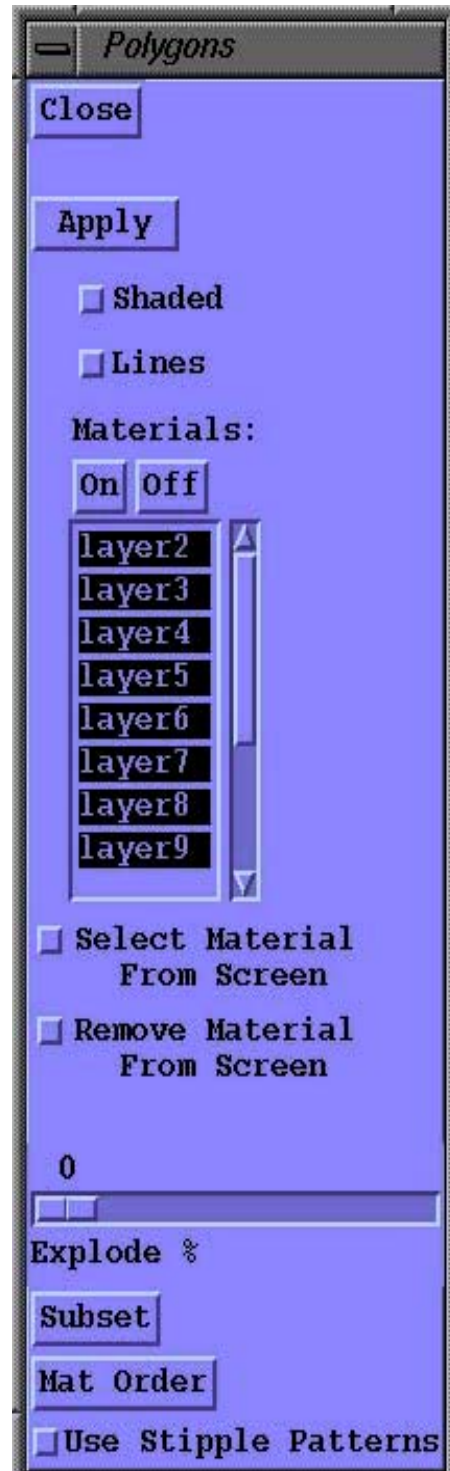 Polygons
Close
Apply
Shaded
Lines
Materials:
On Off
layer2
layer3
layer4
layer5
layer6
layer7
layer8
layer9
Select Material
From Screen
Remove Material
From Screen
0
Explode %
Subset
Mat Order
Use Stipple Patterns